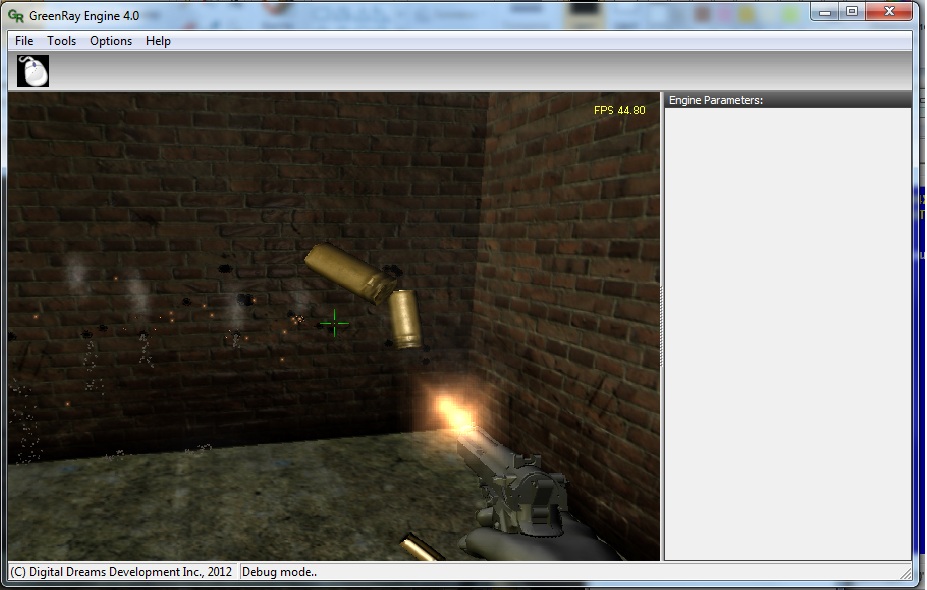 GR GreenRay Engine 4.0
File Tools Options Help
FPS 44.80
Engine Parameters:
(C) Digital Dreams Development Inc., 2012 Debug mode..